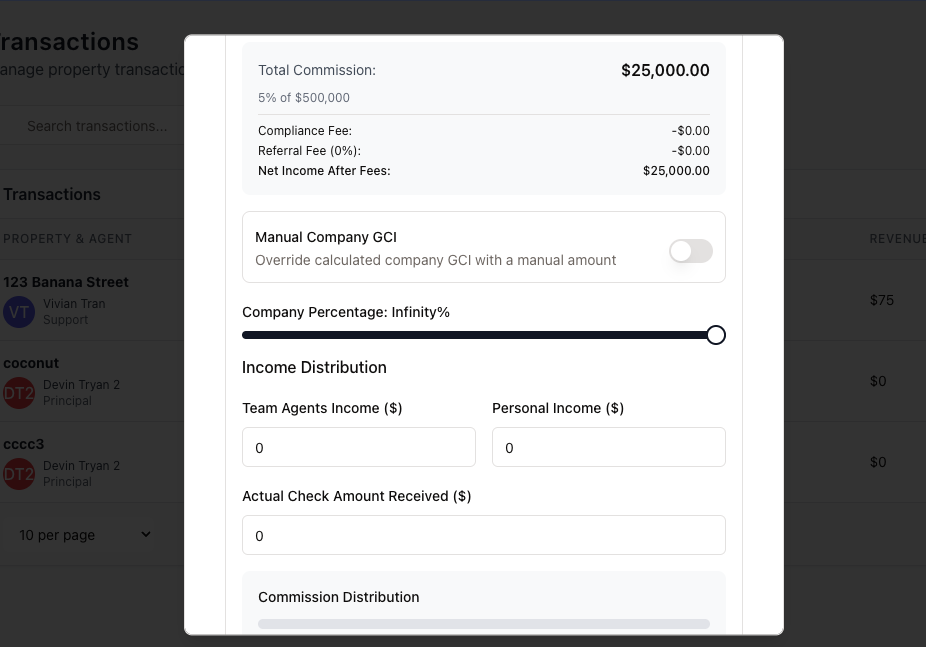 Transactions
anage property transactio
Search transactions...
Transactions
PROPERTY & AGENT
REVENUE
123 Banana Street
VT
Vivian Tran
Support
$75
coconut
DT2
Devin Tryan 2
Principal
$0
cccc3
DT2
Devin Tryan 2
Principal
$0
10 per page
Total Commission:
$25,000.00
5% of $500,000
Compliance Fee:
-$0.00
Referral Fee (0%):
-$0.00
Net Income After Fees:
$25,000.00
Manual Company GCI
Override calculated company GCI with a manual amount
Company Percentage: Infinity%
Income Distribution
Team Agents Income ($)
Personal Income ($)
0
0
Actual Check Amount Received ($)
0
Commission Distribution